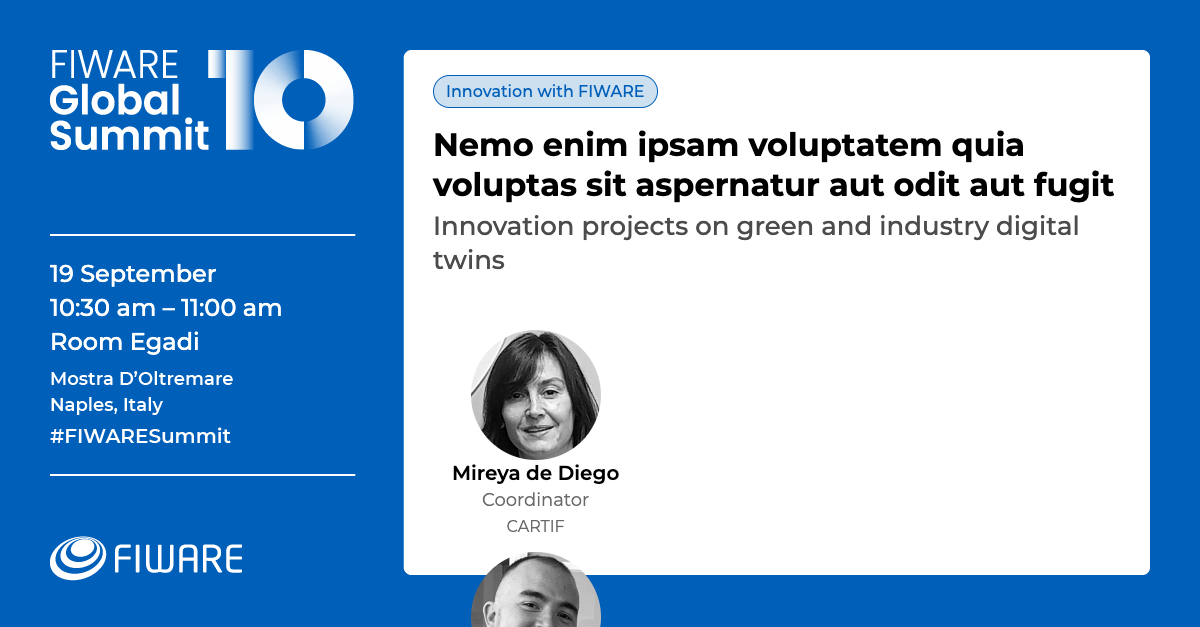 FIWARE
Global
Summit
10
19 September
10:30 am – 11:00 am
Room Egadi
Mostra D’Oltremare
Naples, Italy
#FIWARESummit
FIWARE
Innovation with FIWARE
Nemo enim ipsam voluptatem quia
voluptas sit aspernatur aut odit aut fugit
Innovation projects on green and industry digital
twins
Mireya de Diego
Coordinator
CARTIF